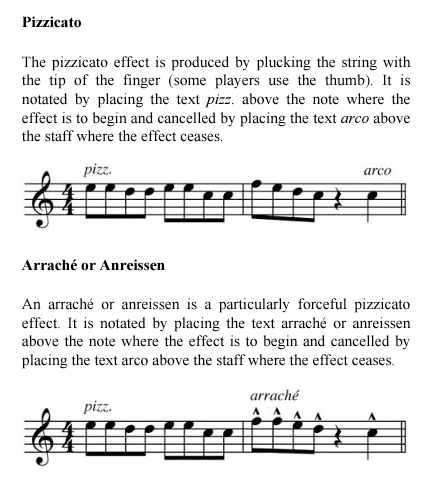 Pizzicato
The pizzicato effect is produced by plucking the string with
the tip of the finger (some players use the thumb). It is
notated by placing the text pizz. above the note where the
effect is to begin and cancelled by placing the text arco above
the staff where the effect ceases.
pizz. arco
4
4
Arraché or Anreissen
An arraché or anreissen is a particularly forceful pizzicato
effect. It is notated by placing the text arraché or anreissen
above the note where the effect is to begin and cancelled by
placing the text arco above the staff where the effect ceases.
arraché
pizz.
4
4